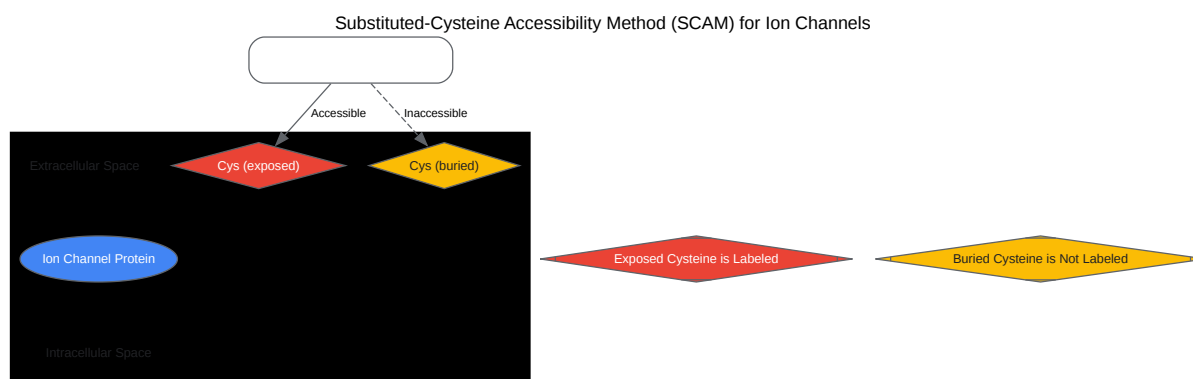 Substituted-Cysteine Accessibility Method (SCAM) for Ion Channels
Accessible
Inaccessible
Extracellular Space
Cys (exposed)
Cys (buried)
Ion Channel Protein
Exposed Cysteine is Labeled
Buried Cysteine is Not Labeled
Intracellular Space